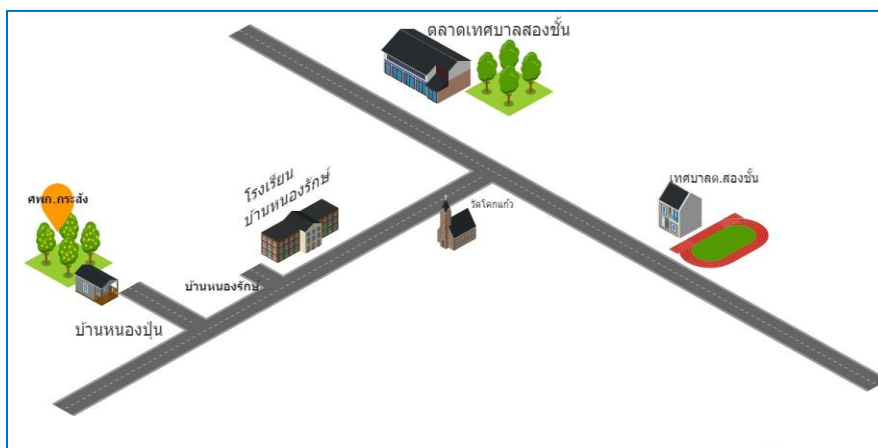 ตลาดเทศบาลสองชั้น
เทศบาลต.สองชั้น
โรงเรียน
บ้านหนองรักษ์
ศพก.กระสัง
วัดโคกแก้ว
บ้านหนองรักษ์
บ้านหนองปุ่น